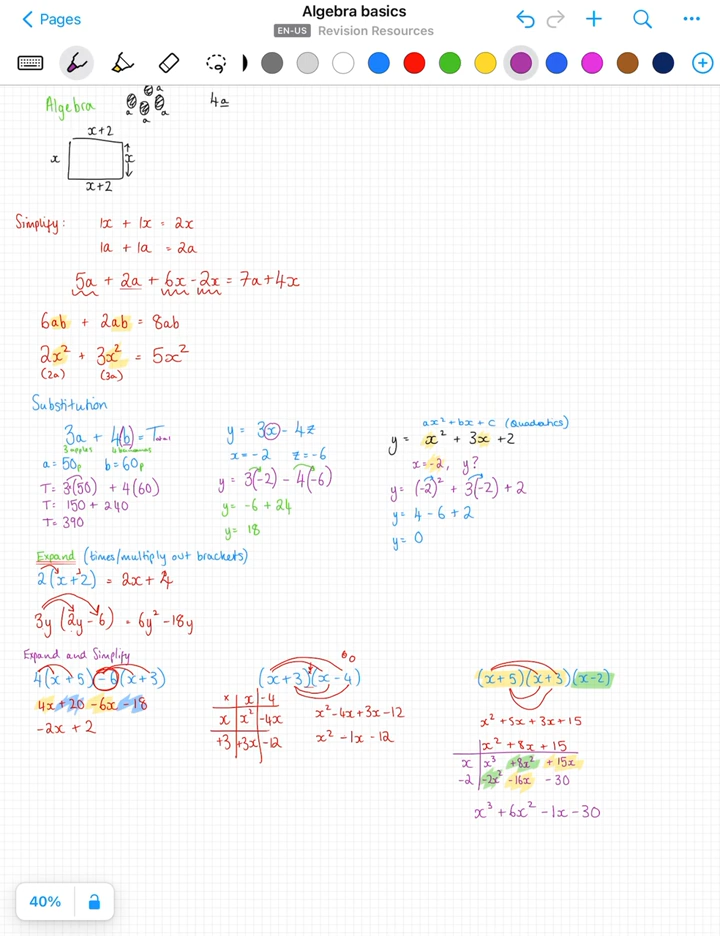 Pages
Algebra basics
EN-US Revision Resources
Algebra
a
a a
a
4a
x+2
x
x
x+2
Simplify:
1x + 1x = 2x
1a + 1a = 2a
5a + 2a + 6x - 2x = 7a + 4x
6ab + 2ab = 8ab
2x² + 3x² = 5x²
(2a) (3a)
Substitution
3a + 4(b) = Total
3 apples 4 bananas
a = 50p b = 60p
T = 3(50) + 4(60)
T = 150 + 240
T = 390
y = 3x - 4z
x = -2 z = -6
y = 3(-2) - 4(-6)
y = -6 + 24
y = 18
ax² + bx + c (Quadratics)
y = x² + 3x + 2
x = -2, y?
y = (-2)² + 3(-2) + 2
y = 4 - 6 + 2
y = 0
Expand (times/multiply out brackets)
2(x+2) = 2x + 4
3y(2y-6) = 6y² - 18y
Expand and Simplify
4(x+5) -6(x+3)
4x +20 -6x -18
-2x + 2
(x+3)(x-4)
x x -4
x x² -4x
+3 +3x -12
x² -4x +3x -12
x² -1x -12
(x+5)(x+3)(x-2)
x² + 5x + 3x + 15
x² + 8x + 15
x x³ +8x² +15x
-2 -2x² -16x -30
x³ + 6x² - 1x - 30
40%